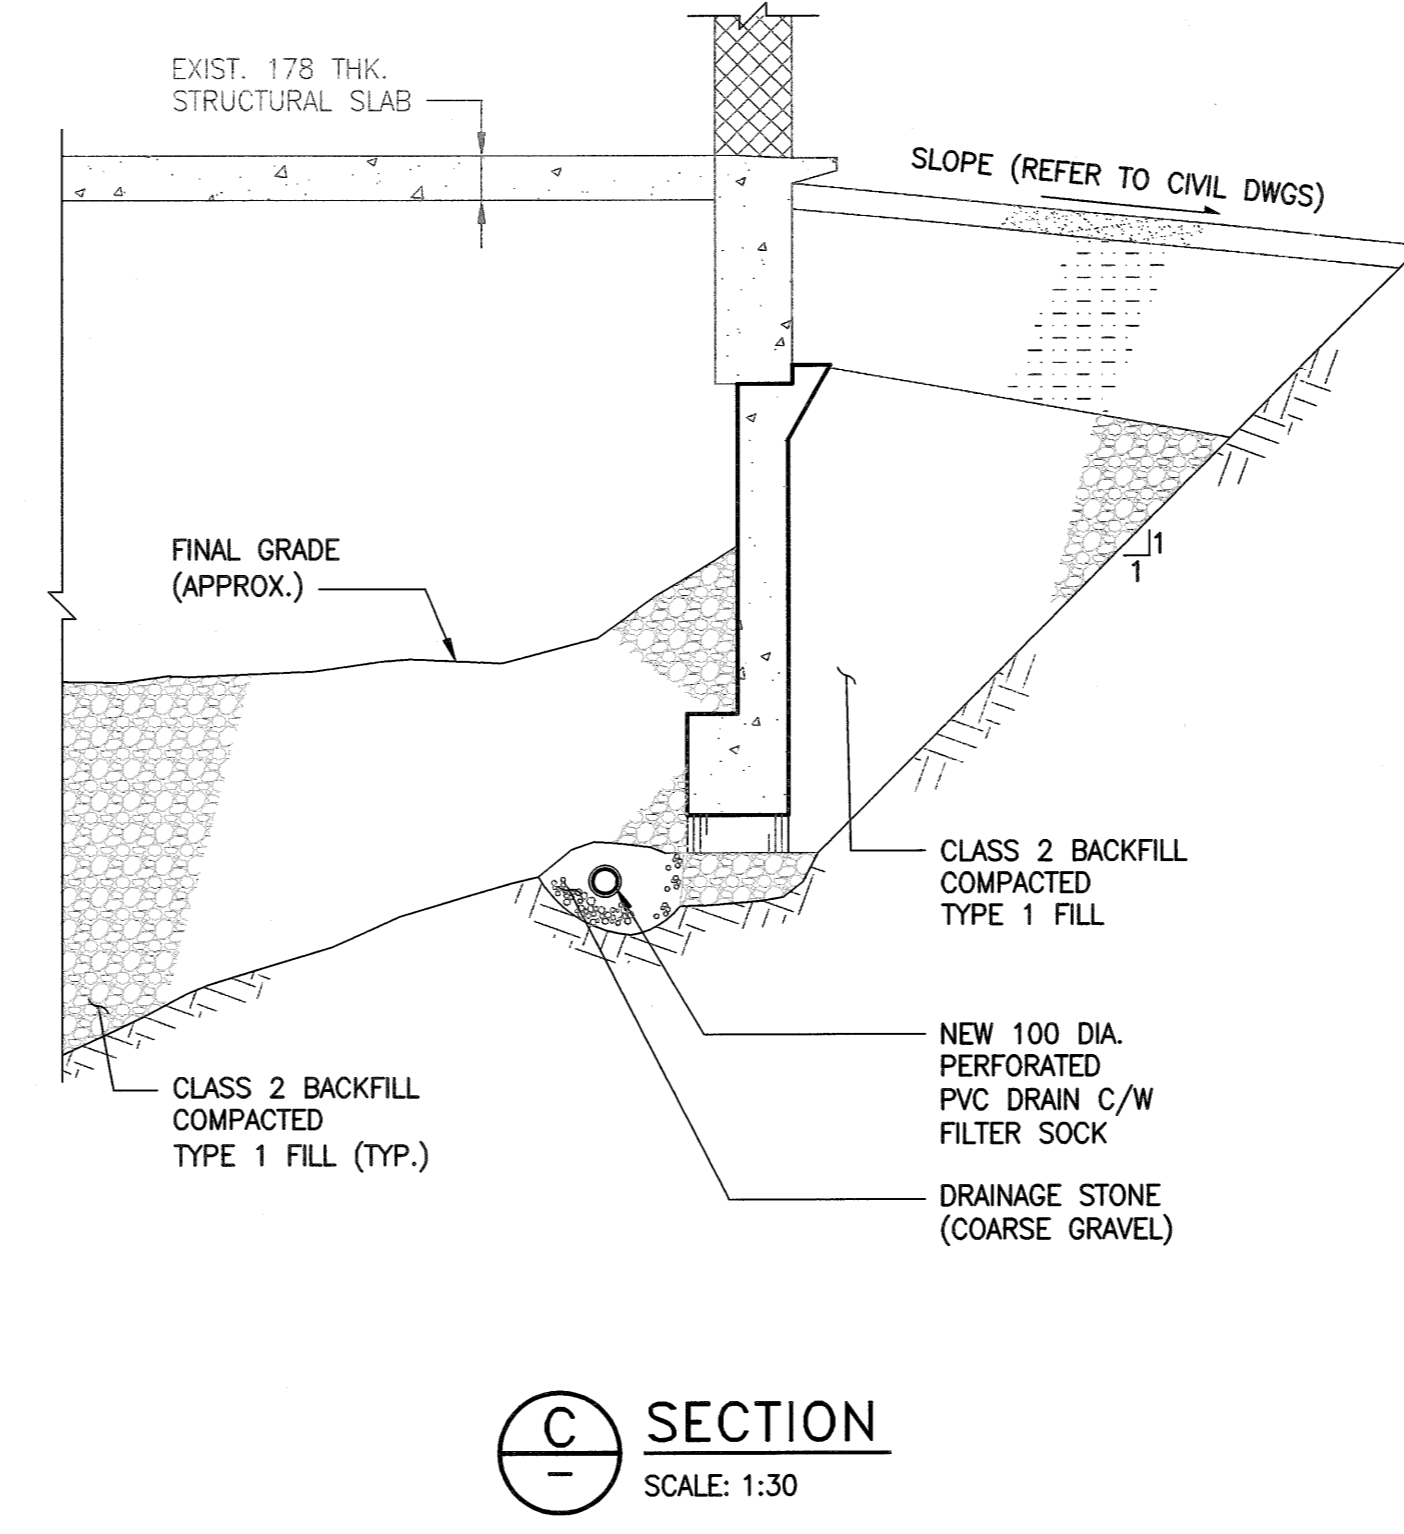 EXIST. 178 THK.
STRUCTURAL SLAB
SLOPE (REFER TO CIVIL DWGS)
FINAL GRADE
(APPROX.)
1
1
CLASS 2 BACKFILL
COMPACTED
TYPE 1 FILL
NEW 100 DIA.
PERFORATED
PVC DRAIN C/W
FILTER SOCK
CLASS 2 BACKFILL
COMPACTED
TYPE 1 FILL (TYP.)
DRAINAGE STONE
(COARSE GRAVEL)
C
–
SECTION
SCALE: 1:30